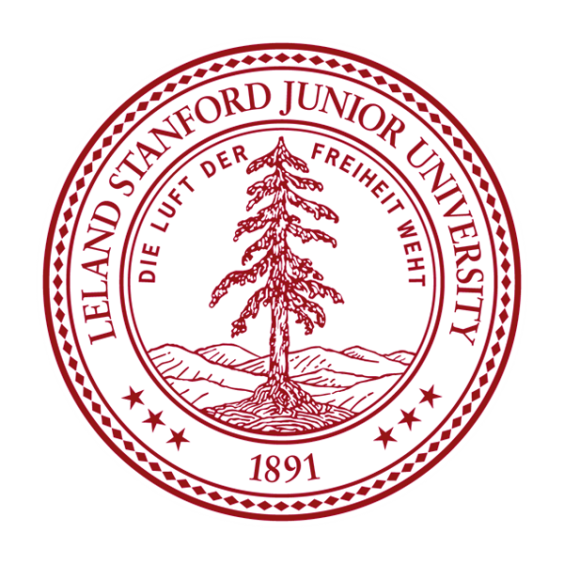 LELAND STANFORD JUNIOR UNIVERSITY
DIE LUFT DER FREIHEIT WEHT
1891